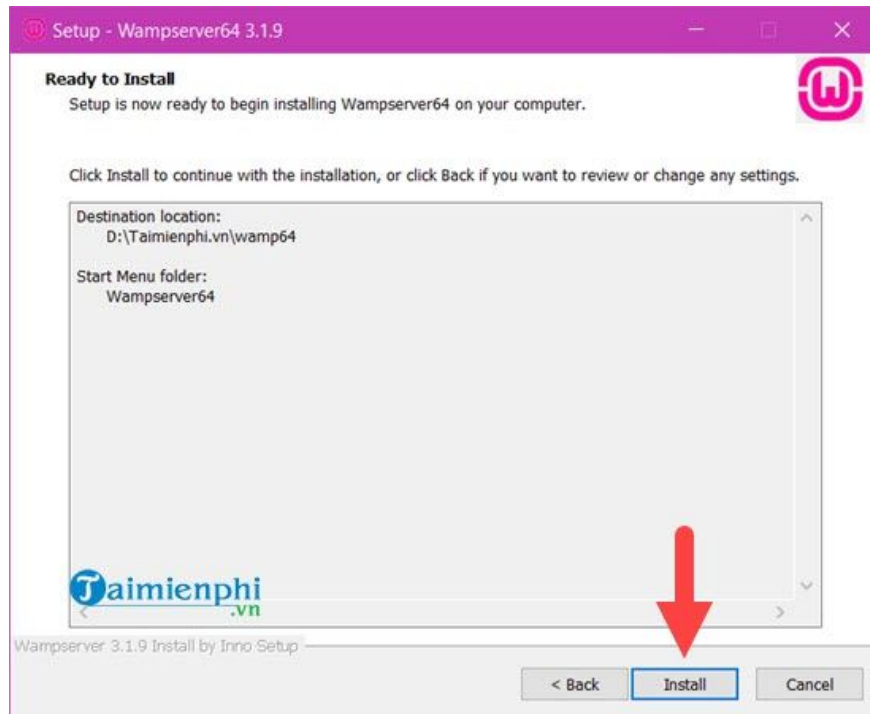 Setup - Wampserver64 3.1.9
Ready to Install
Setup is now ready to begin installing Wampserver64 on your computer.
Click Install to continue with the installation, or click Back if you want to review or change any settings.
Destination location:
D:\Taimienphi.vn\wamp64
Start Menu folder:
Wampserver64
Taimienphi
.vn
Wampserver 3.1.9 Install by Inno Setup
< Back
Install
Cancel